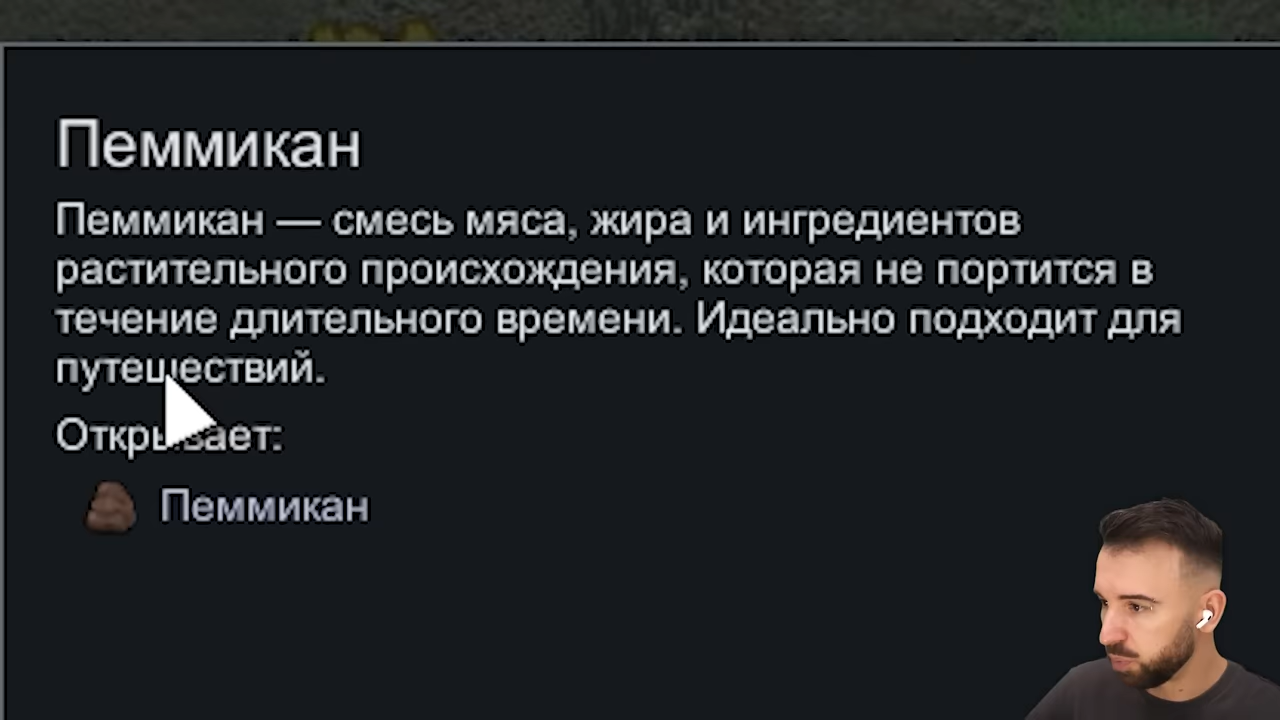 Пеммикан
Пеммикан — смесь мяса, жира и ингредиентов
растительного происхождения, которая не портится в
течение длительного времени. Идеально подходит для
путешествий.
Открывает:
Пеммикан